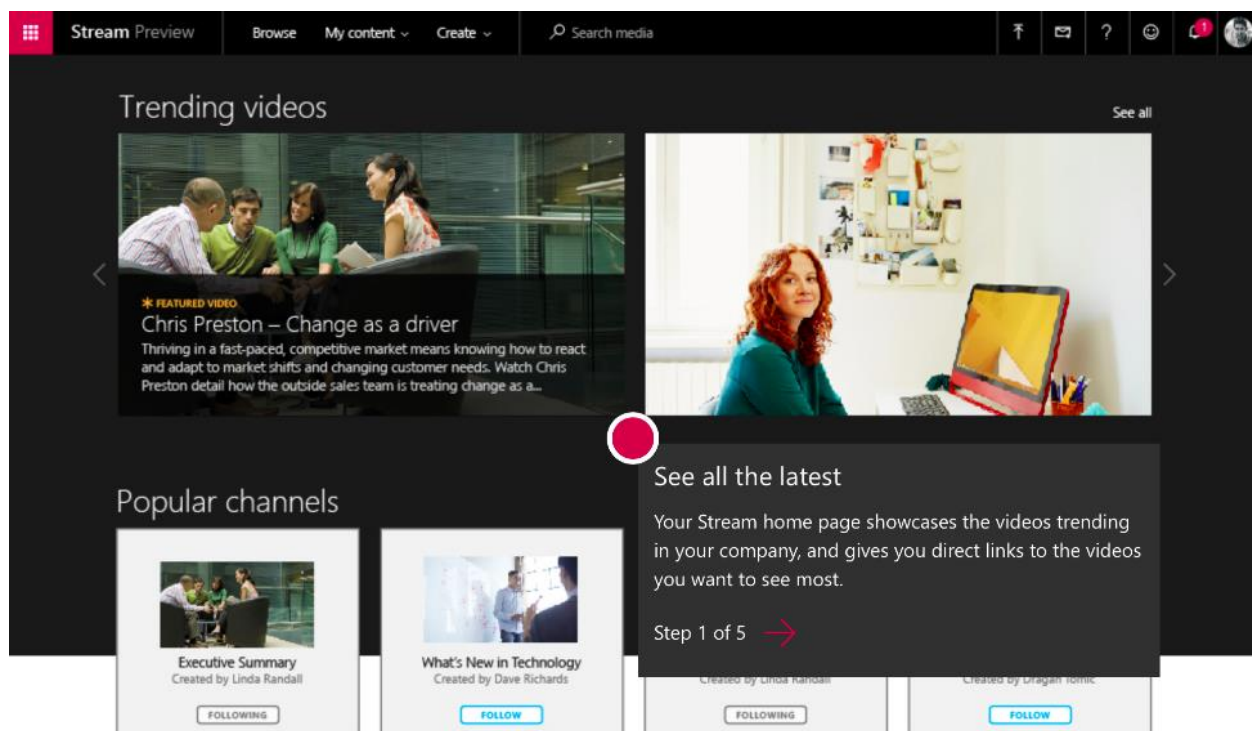 Stream Preview Browse My content Create Search media ? 1
Trending videos
See all
FEATURED VIDEO
Chris Preston – Change as a driver
Thriving in a fast-paced, competitive market means knowing how to react
and adapt to market shifts and changing customer needs. Watch Chris
Preston detail how the outside sales team is treating change as a...
See all the latest
Your Stream home page showcases the videos trending
in your company, and gives you direct links to the videos
you want to see most.
Step 1 of 5
Popular channels
Executive Summary
Created by Linda Randall
FOLLOWING
What's New in Technology
Created by Dave Richards
FOLLOW
Created by Linda Randall
FOLLOWING
Created by Dragan Tomic
FOLLOW